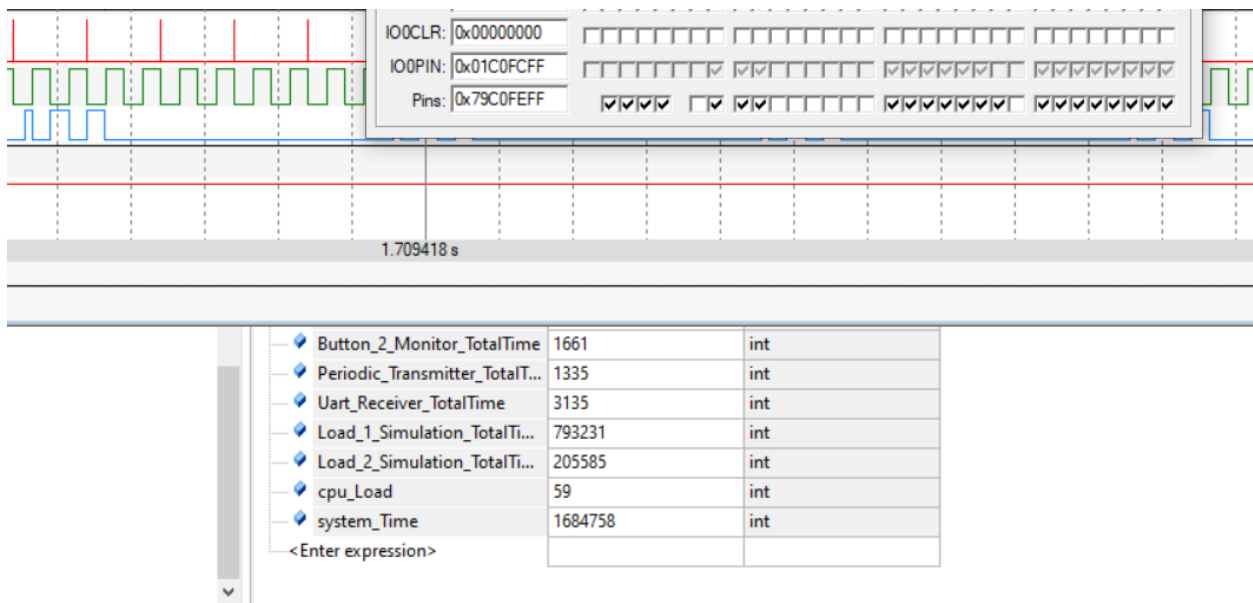 IO0CLR: 0x00000000
IO0PIN: 0x01C0FCFF
Pins: 0x79C0FEFF
1.709418 s
Button_2_Monitor_TotalTime 1661 int
Periodic_Transmitter_TotalT... 1335 int
Uart_Receiver_TotalTime 3135 int
Load_1_Simulation_TotalTi... 793231 int
Load_2_Simulation_TotalTi... 205585 int
cpu_Load 59 int
system_Time 1684758 int
<Enter expression>